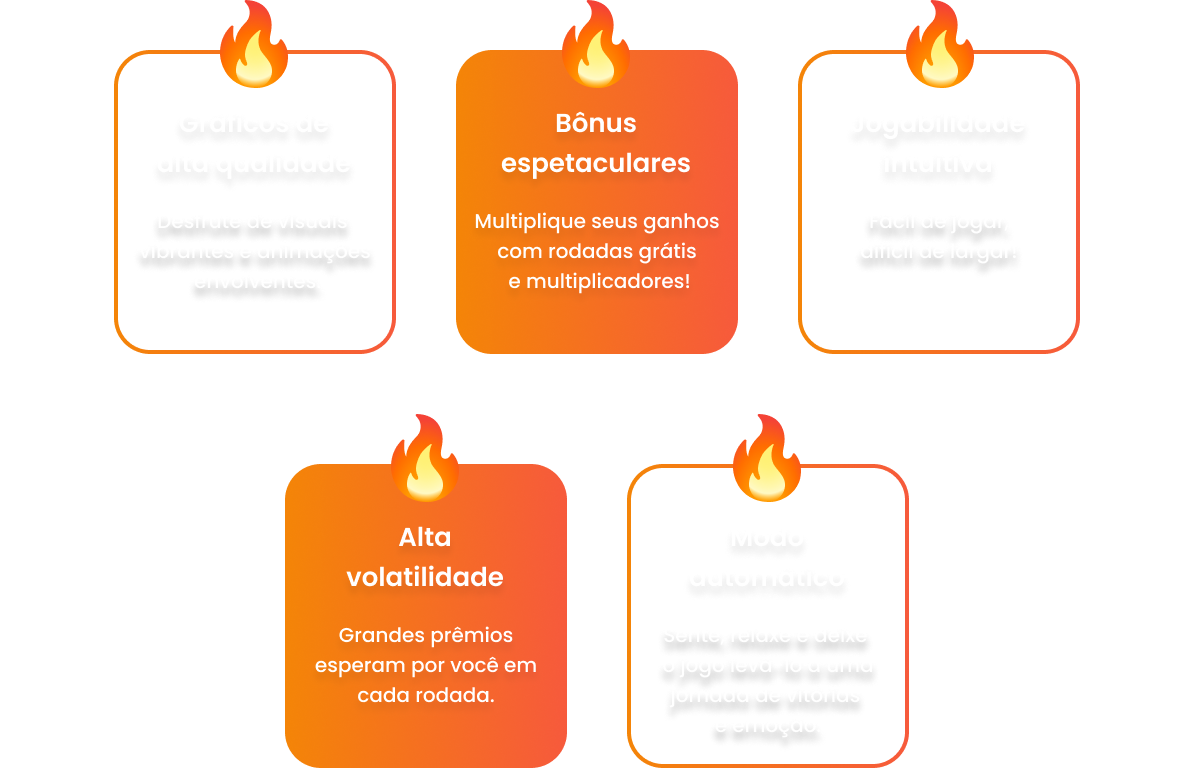 Gráficos de
alta qualidade
Desfrute de visuais
vibrantes e animações
envolventes.
Bônus
espetaculares
Multiplique seus ganhos
com rodadas grátis
e multiplicadores!
Jogabilidade
intuitiva
Fácil de jogar,
difícil de largar!
Alta
volatilidade
Grandes prêmios
esperam por você em
cada rodada.
Modo
automático
Sente, relaxe e deixe
o jogo levá-lo a uma
jornada de vitórias
e emoção.